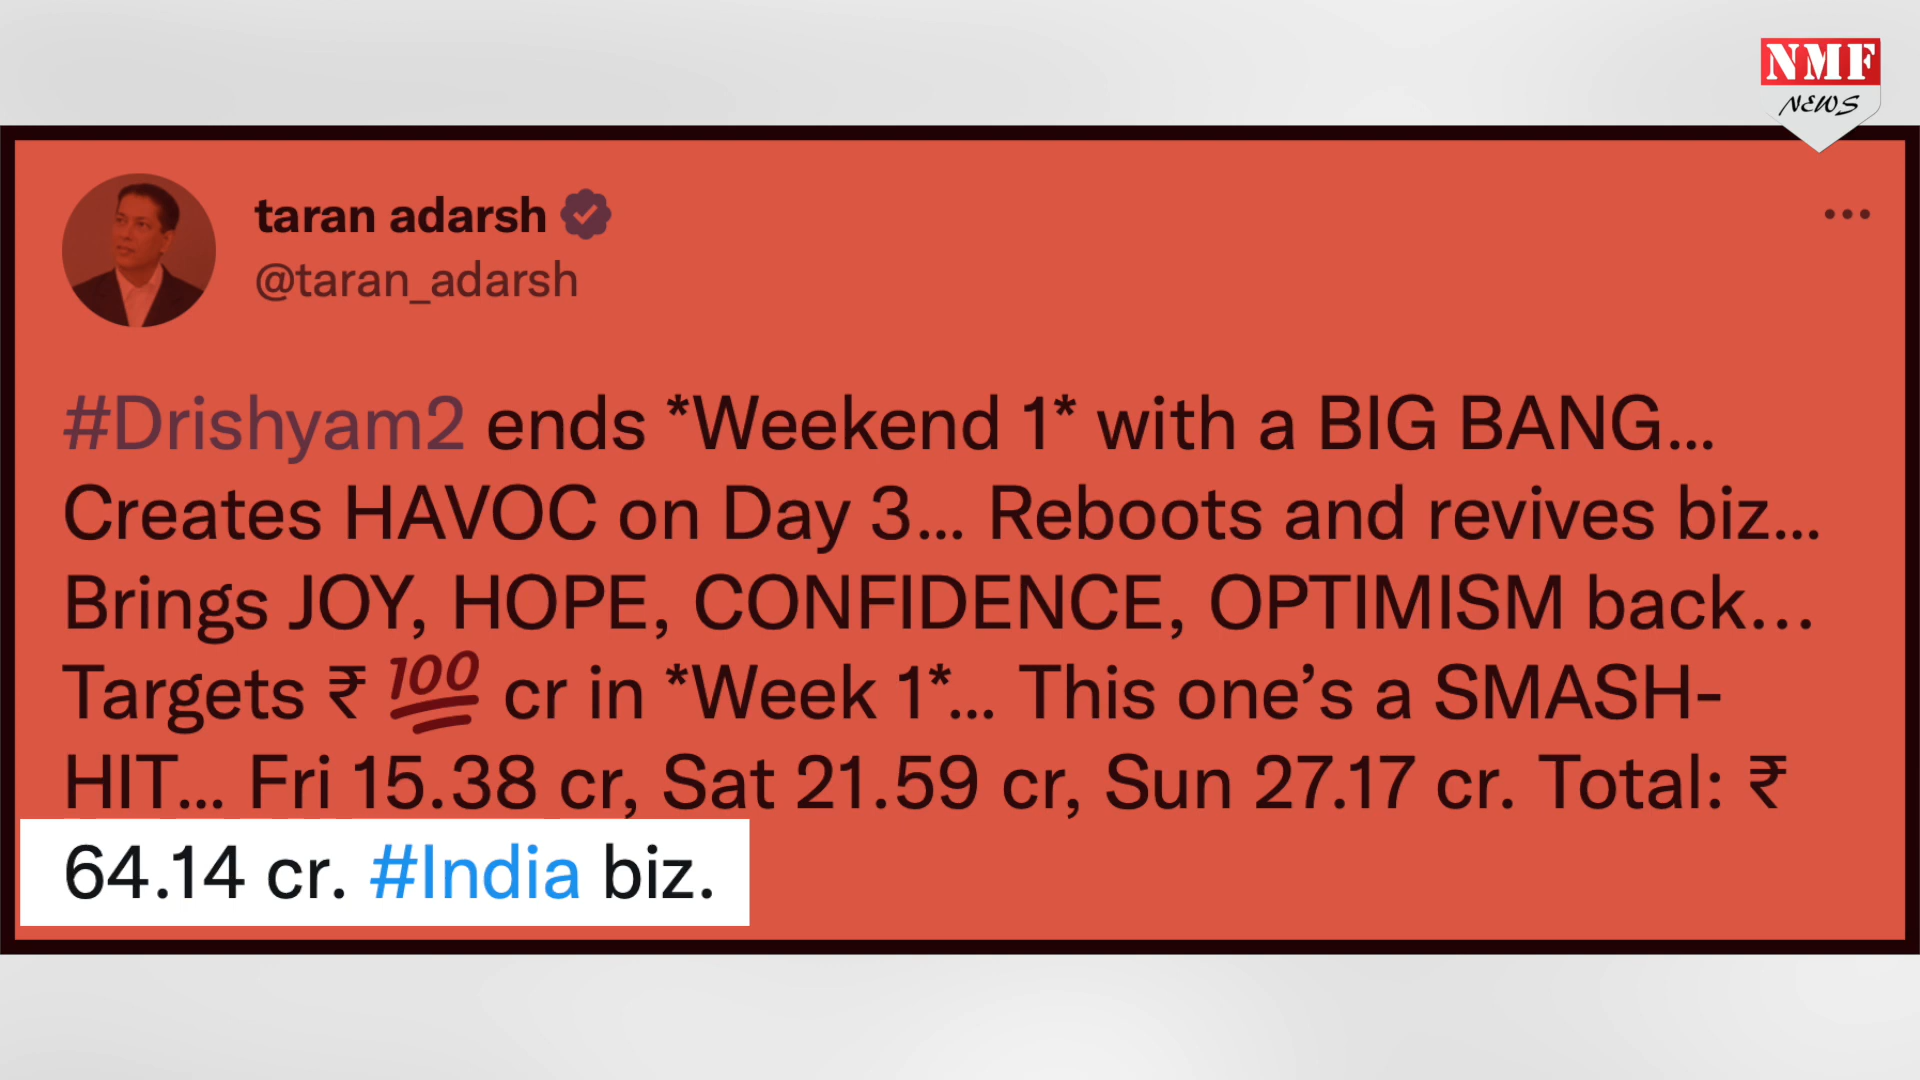 NMF
NEWS
taran adarsh
@taran_adarsh
#Drishyam2 ends *Weekend 1* with a BIG BANG...
Creates HAVOC on Day 3... Reboots and revives biz...
Brings JOY, HOPE, CONFIDENCE, OPTIMISM back...
Targets ₹ 💯 cr in *Week 1*... This one’s a SMASH-
HIT... Fri 15.38 cr, Sat 21.59 cr, Sun 27.17 cr. Total: ₹
64.14 cr. #India biz.